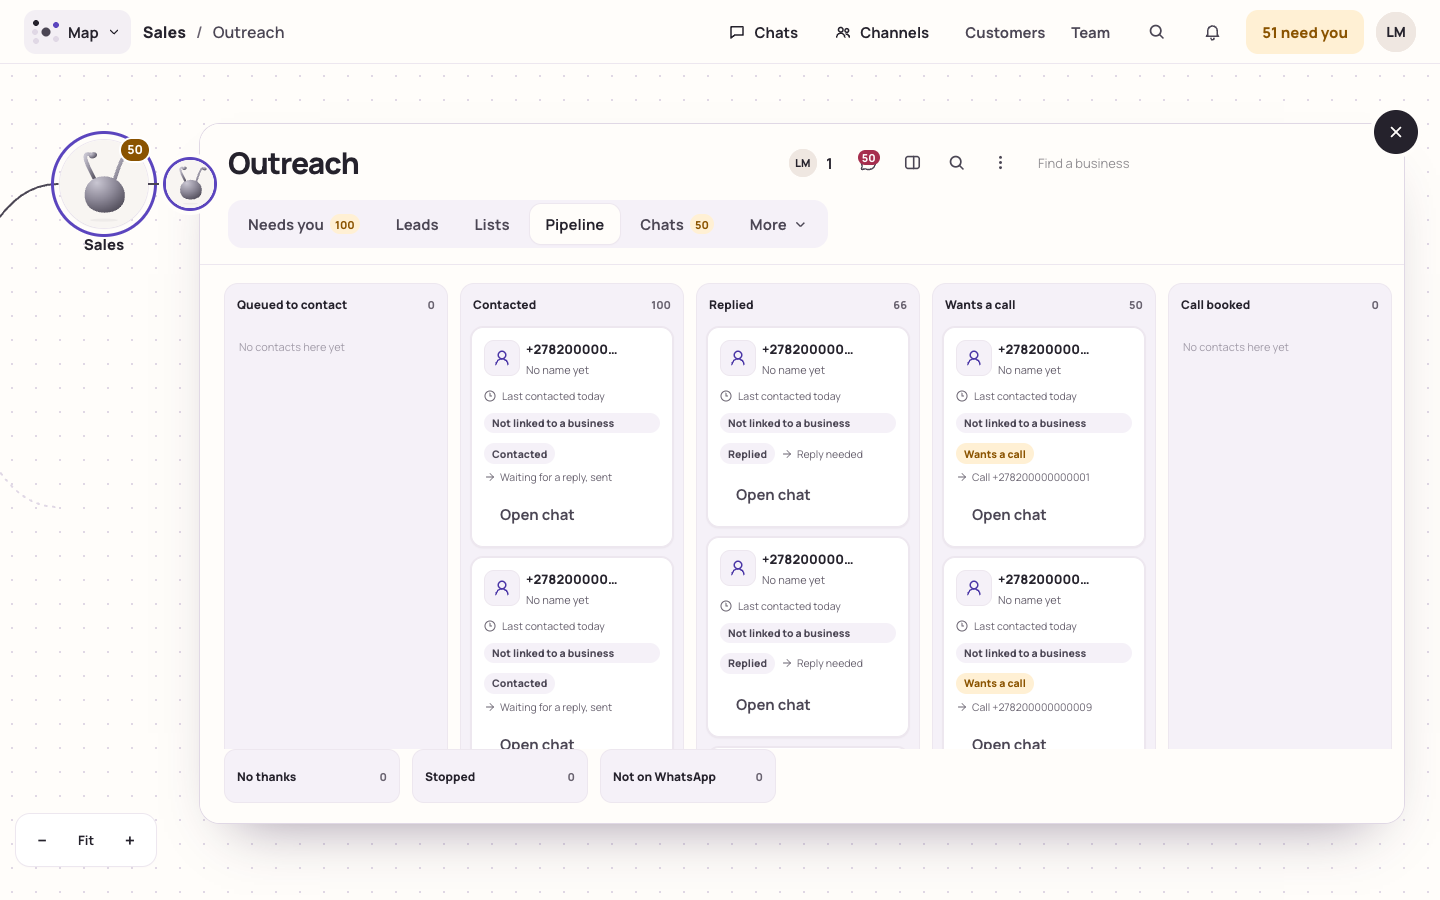 Map
Sales / Outreach
Chats
Channels
Customers
Team
51 need you
LM
50
Sales
Outreach
LM 1
50
Find a business
Needs you 100
Leads
Lists
Pipeline
Chats 50
More
Queued to contact 0
No contacts here yet
Contacted 100
+278200000...
No name yet
Last contacted today
Not linked to a business
Contacted
Waiting for a reply, sent
Open chat
+278200000...
No name yet
Last contacted today
Not linked to a business
Contacted
Waiting for a reply, sent
Open chat
Replied 66
+278200000...
No name yet
Last contacted today
Not linked to a business
Replied → Reply needed
Open chat
+278200000...
No name yet
Last contacted today
Not linked to a business
Replied → Reply needed
Open chat
Wants a call 50
+278200000...
No name yet
Last contacted today
Not linked to a business
Wants a call
→ Call +278200000000001
Open chat
+278200000...
No name yet
Last contacted today
Not linked to a business
Wants a call
→ Call +278200000000009
Open chat
Call booked 0
No contacts here yet
No thanks 0
Stopped 0
Not on WhatsApp 0
− Fit +